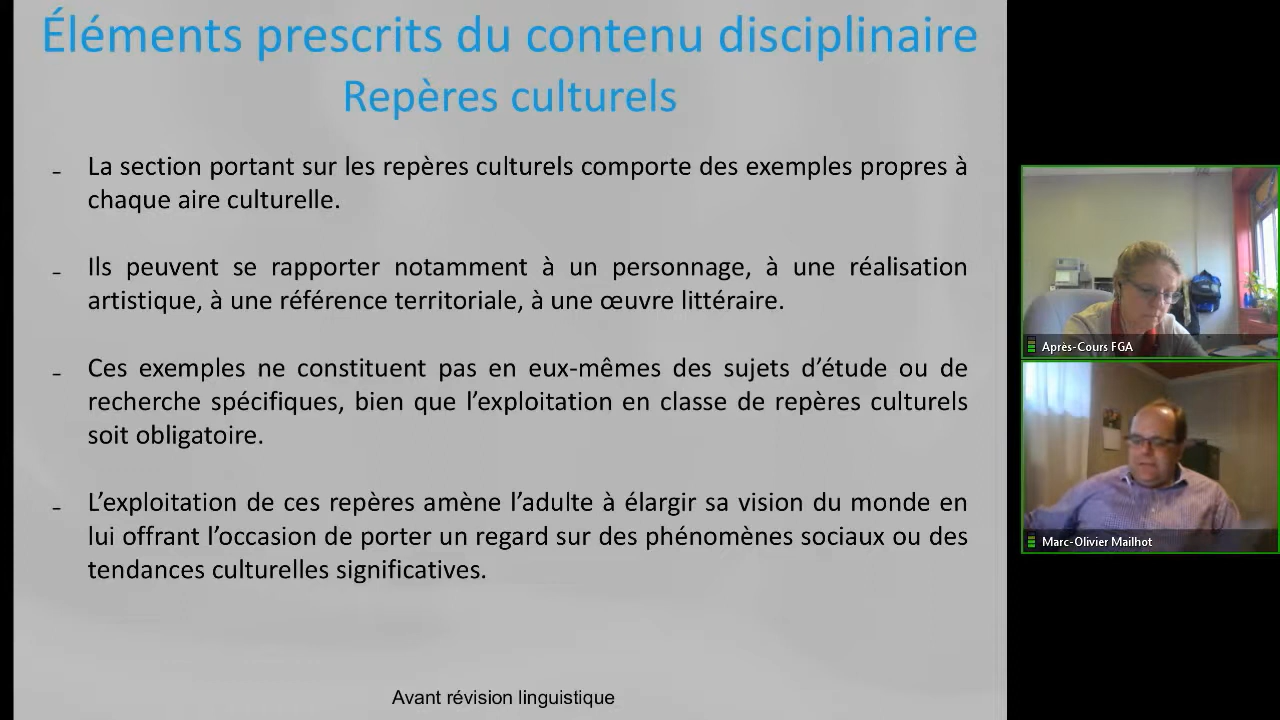 Éléments prescrits du contenu disciplinaire
Repères culturels
- La section portant sur les repères culturels comporte des exemples propres à
chaque aire culturelle.
- Ils peuvent se rapporter notamment à un personnage, à une réalisation
artistique, à une référence territoriale, à une œuvre littéraire.
- Ces exemples ne constituent pas en eux-mêmes des sujets d’étude ou de
recherche spécifiques, bien que l’exploitation en classe de repères culturels
soit obligatoire.
- L’exploitation de ces repères amène l’adulte à élargir sa vision du monde en
lui offrant l’occasion de porter un regard sur des phénomènes sociaux ou des
tendances culturelles significatives.
Avant révision linguistique
Après-Cours FGA
Marc-Olivier Mailhot